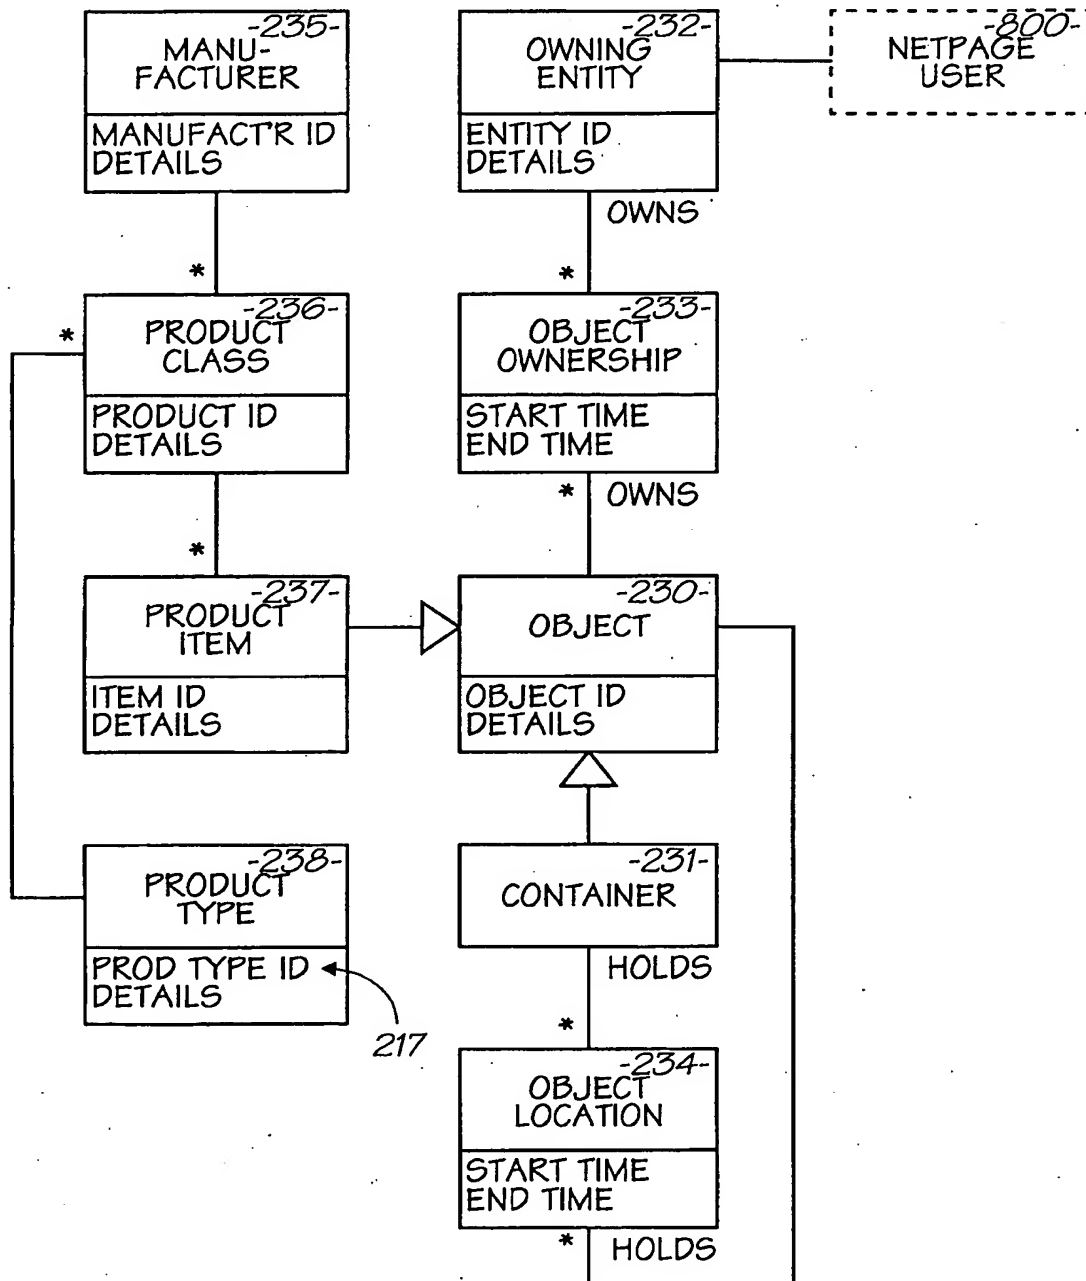 -235-
MANU-
FACTURER
MANUFACT'R ID
DETAILS
*
-236-
PRODUCT
CLASS
*
PRODUCT ID
DETAILS
*
-237-
PRODUCT
ITEM
ITEM ID
DETAILS
-238-
PRODUCT
TYPE
PROD TYPE ID
DETAILS
217
-232-
OWNING
ENTITY
ENTITY ID
DETAILS
OWNS
*
-233-
OBJECT
OWNERSHIP
START TIME
END TIME
* OWNS
-230-
OBJECT
OBJECT ID
DETAILS
-231-
CONTAINER
HOLDS
*
-234-
OBJECT
LOCATION
START TIME
END TIME
* HOLDS
-800-
NETPAGE
USER